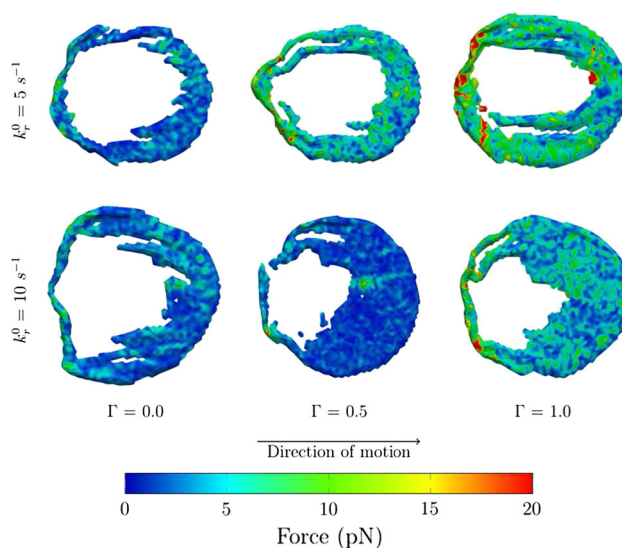 k_r^0 = 5 s^{-1}
k_r^0 = 10 s^{-1}
Γ = 0.0 Γ = 0.5 Γ = 1.0
Direction of motion
0 5 10 15 20
Force (pN)